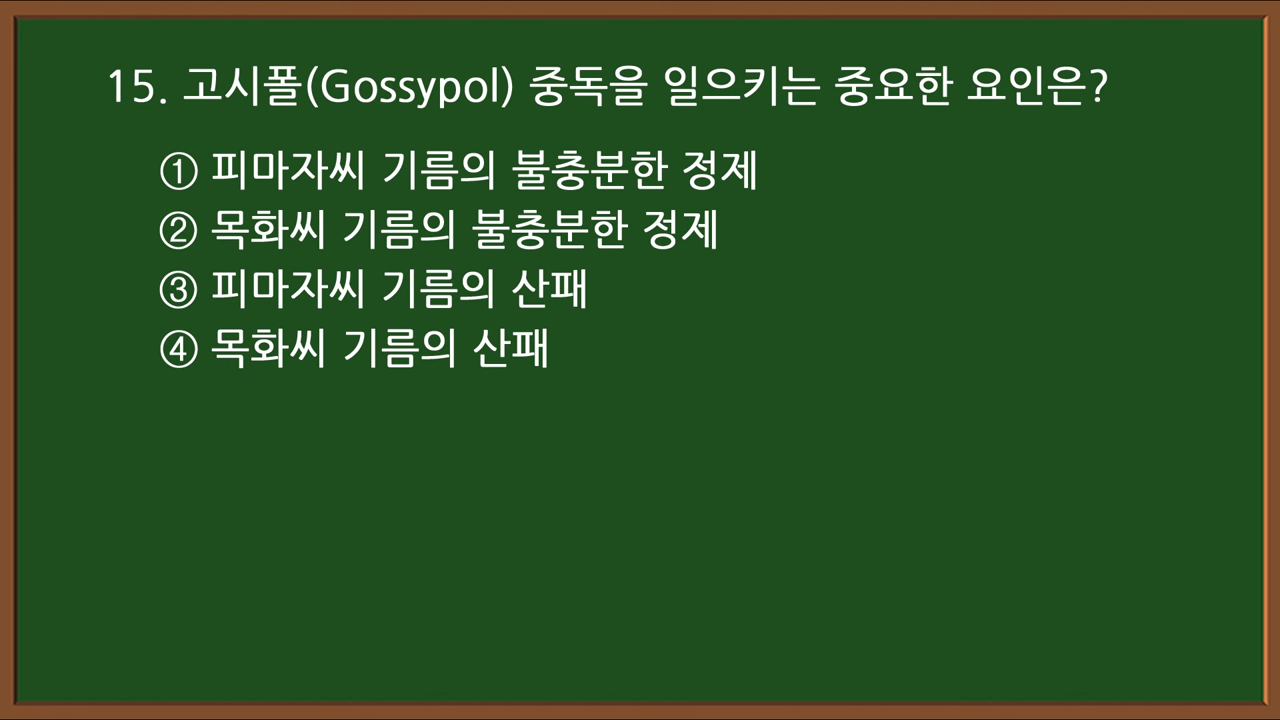 15. 고시폴(Gossypol) 중독을 일으키는 중요한 요인은?
① 피마자씨 기름의 불충분한 정제
② 목화씨 기름의 불충분한 정제
③ 피마자씨 기름의 산패
④ 목화씨 기름의 산패